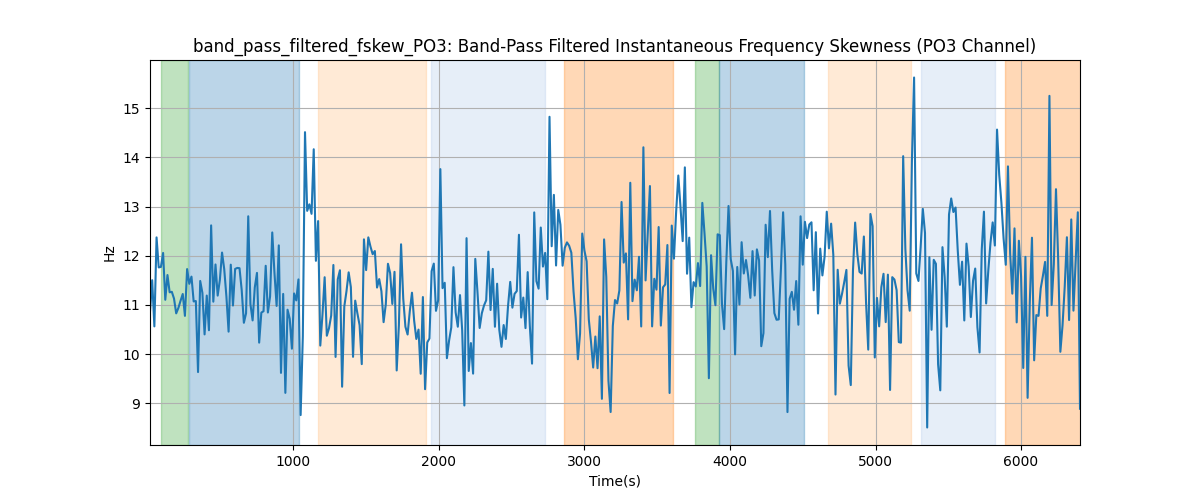 band_pass_filtered_fskew_PO3: Band-Pass Filtered Instantaneous Frequency Skewness (PO3 Channel)
15
14
13
12
11
10
9
Hz
1000 2000 3000 4000 5000 6000
Time(s)